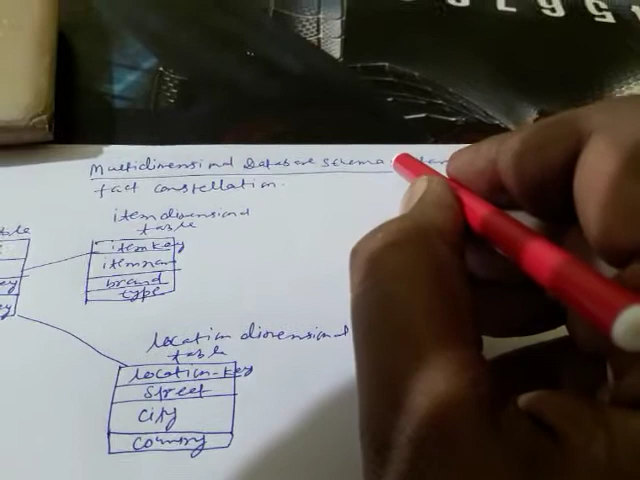 Multidimensional Database schema
fact constellation.
item dimensional
table
item key
item nam
brand
type
location dimensional
table
location-key
Street
City
Country